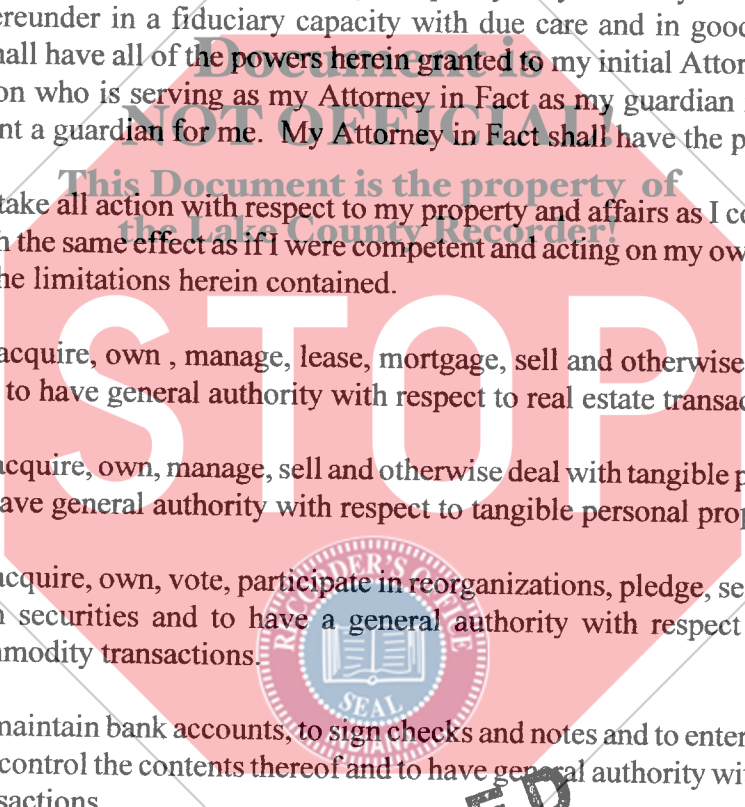 ereunder in a fiduciary capacity with due care and in good
hall have all of the powers herein granted to my initial Attor
Document is
on who is serving as my Attorney in Fact as my guardian
NOT OFFICIAL!
nt a guardian for me. My Attorney in Fact shall have the p
This Document is the property of
take all action with respect to my property and affairs as I co
the Lake County Recorder!
h the same effect as if I were competent and acting on my ow
he limitations herein contained.
STOP
acquire, own , manage, lease, mortgage, sell and otherwise
to have general authority with respect to real estate transac
acquire, own, manage, sell and otherwise deal with tangible p
ave general authority with respect to tangible personal prop
RECORDER'S OFFICE
acquire, own, vote, participate in reorganizations, pledge, se
n securities and to have a general authority with respect
mmodity transactions.
SEAL
maintain bank accounts, to sign checks and notes and to enter
control the contents thereof and to have general authority wi
sactions
ED